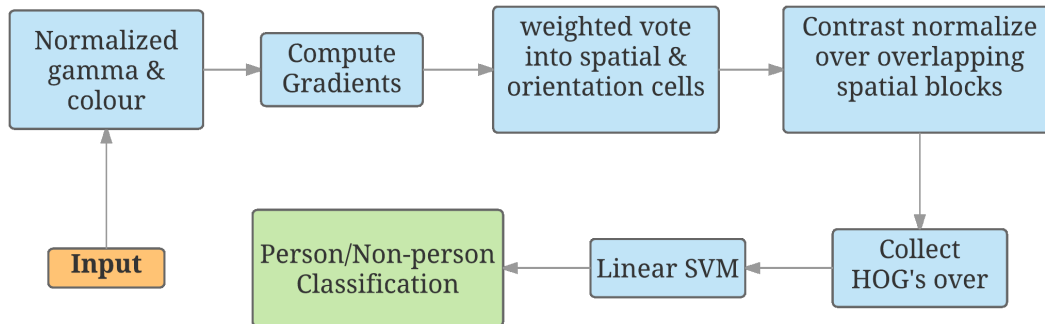 Normalized
gamma &
colour
Compute
Gradients
weighted vote
into spatial &
orientation cells
Contrast normalize
over overlapping
spatial blocks
Input
Person/Non-person
Classification
Linear SVM
Collect
HOG's over